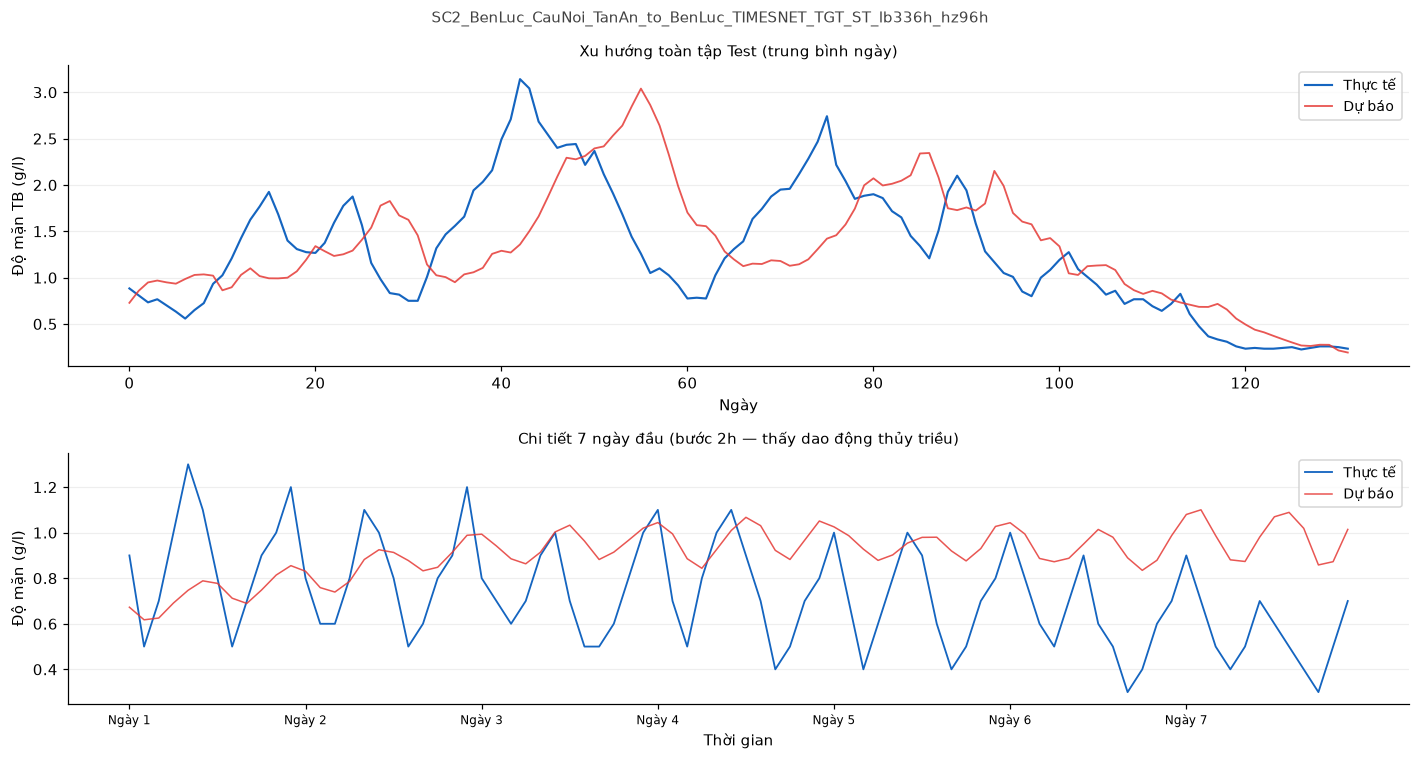 SC2_BenLuc_CauNoi_TanAn_to_BenLuc_TIMESNET_TGT_ST_lb336h_hz96h
Xu hướng toàn tập Test (trung bình ngày)
Thực tế
Dự báo
Độ mặn TB (g/l)
3.0
2.5
2.0
1.5
1.0
0.5
0 20 40 60 80 100 120
Ngày
Chi tiết 7 ngày đầu (bước 2h — thấy dao động thủy triều)
Thực tế
Dự báo
Độ mặn (g/l)
1.2
1.0
0.8
0.6
0.4
Ngày 1 Ngày 2 Ngày 3 Ngày 4 Ngày 5 Ngày 6 Ngày 7
Thời gian